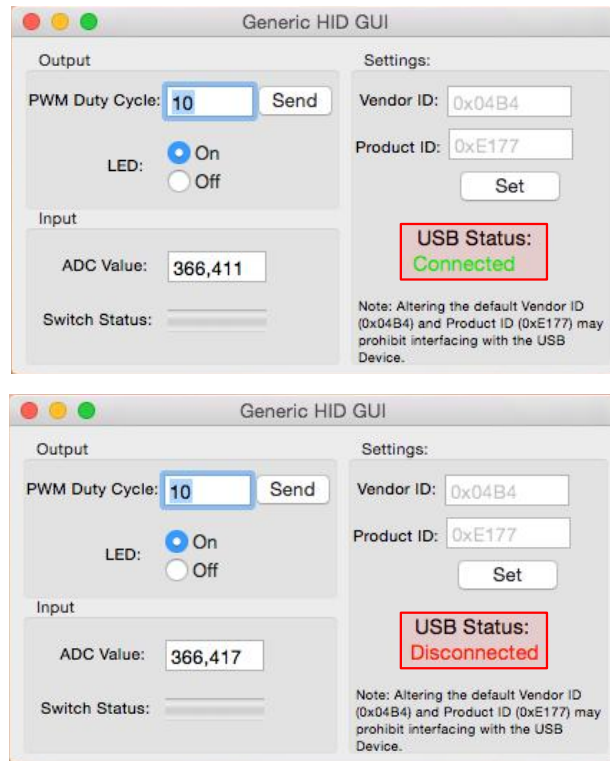 Generic HID GUI
Output
PWM Duty Cycle: 10 Send
LED: On
Off
Input
ADC Value: 366,411
Switch Status:
Settings:
Vendor ID: 0x04B4
Product ID: 0xE177
Set
USB Status:
Connected
Note: Altering the default Vendor ID
(0x04B4) and Product ID (0xE177) may
prohibit interfacing with the USB
Device.
Generic HID GUI
Output
PWM Duty Cycle: 10 Send
LED: On
Off
Input
ADC Value: 366,417
Switch Status:
Settings:
Vendor ID: 0x04B4
Product ID: 0xE177
Set
USB Status:
Disconnected
Note: Altering the default Vendor ID
(0x04B4) and Product ID (0xE177) may
prohibit interfacing with the USB
Device.